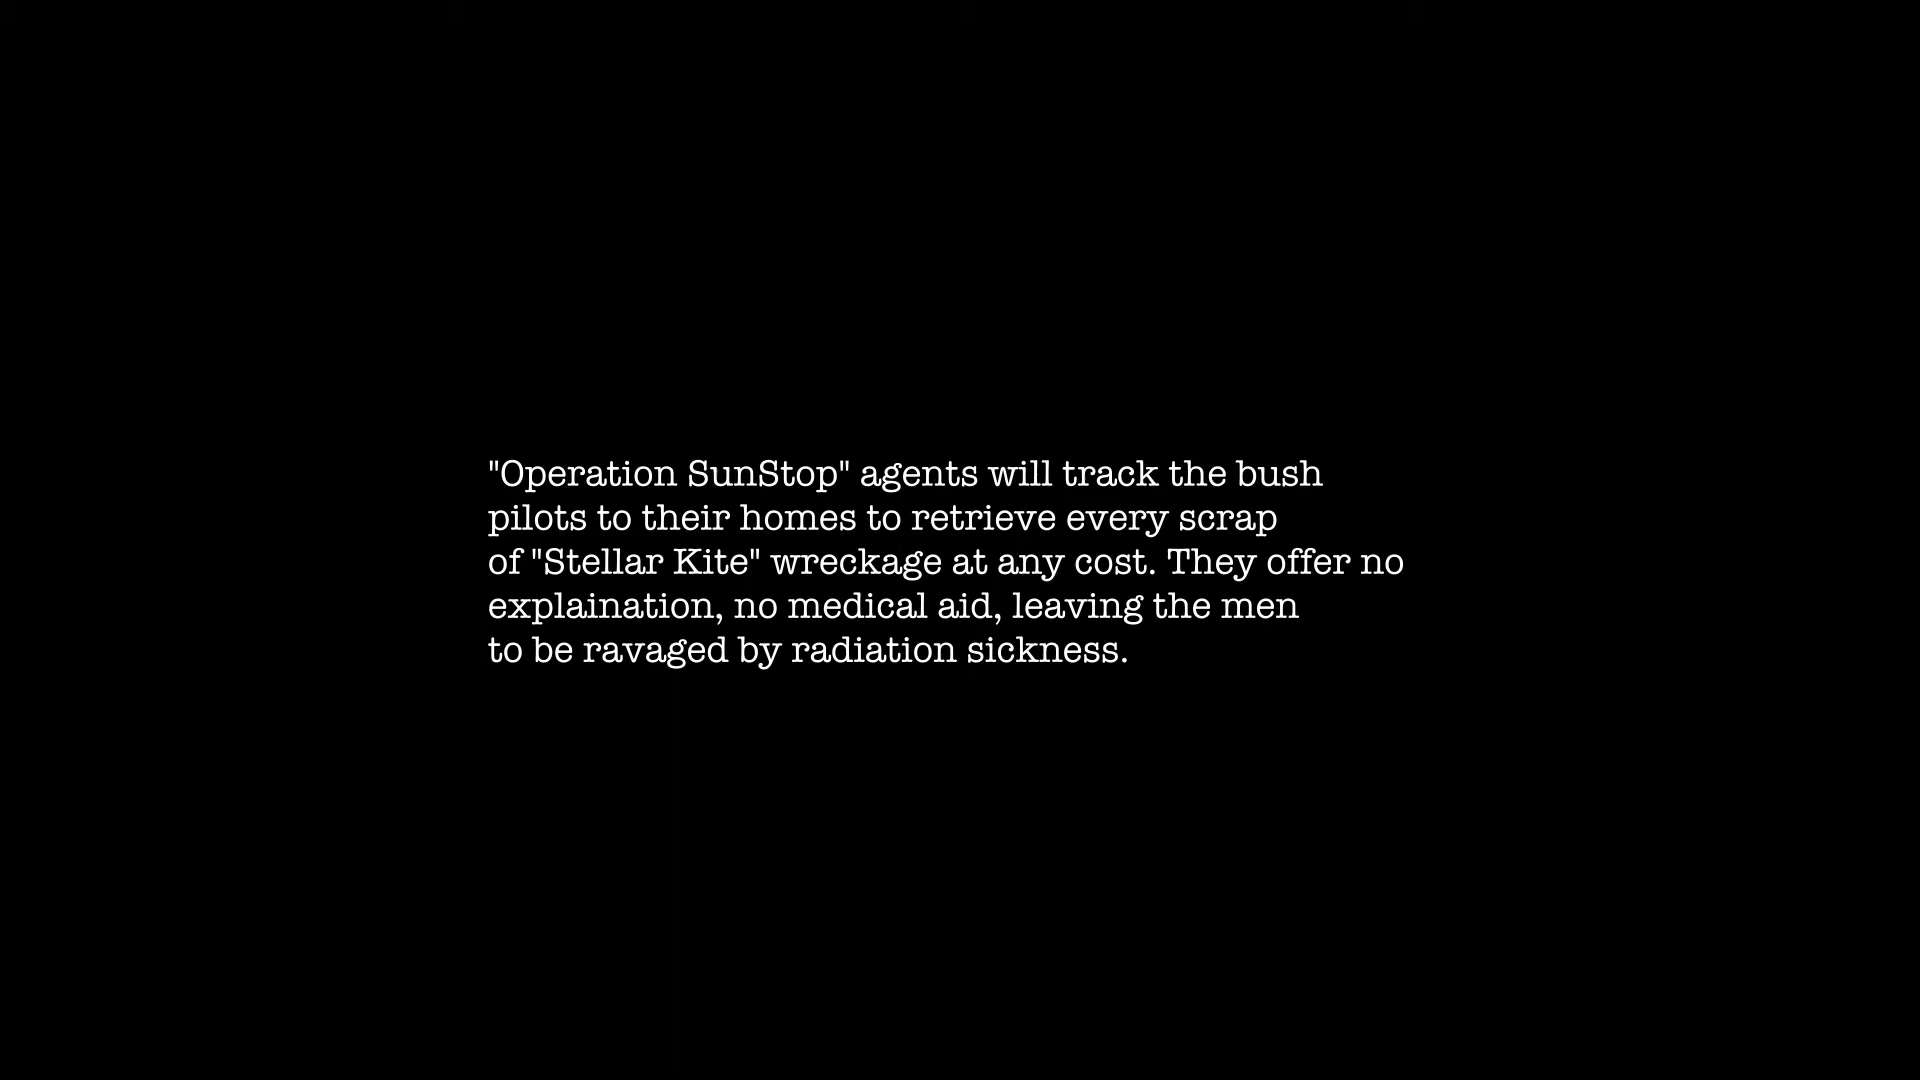 "Operation SunStop" agents will track the bush
pilots to their homes to retrieve every scrap
of "Stellar Kite" wreckage at any cost. They offer no
explaination, no medical aid, leaving the men
to be ravaged by radiation sickness.